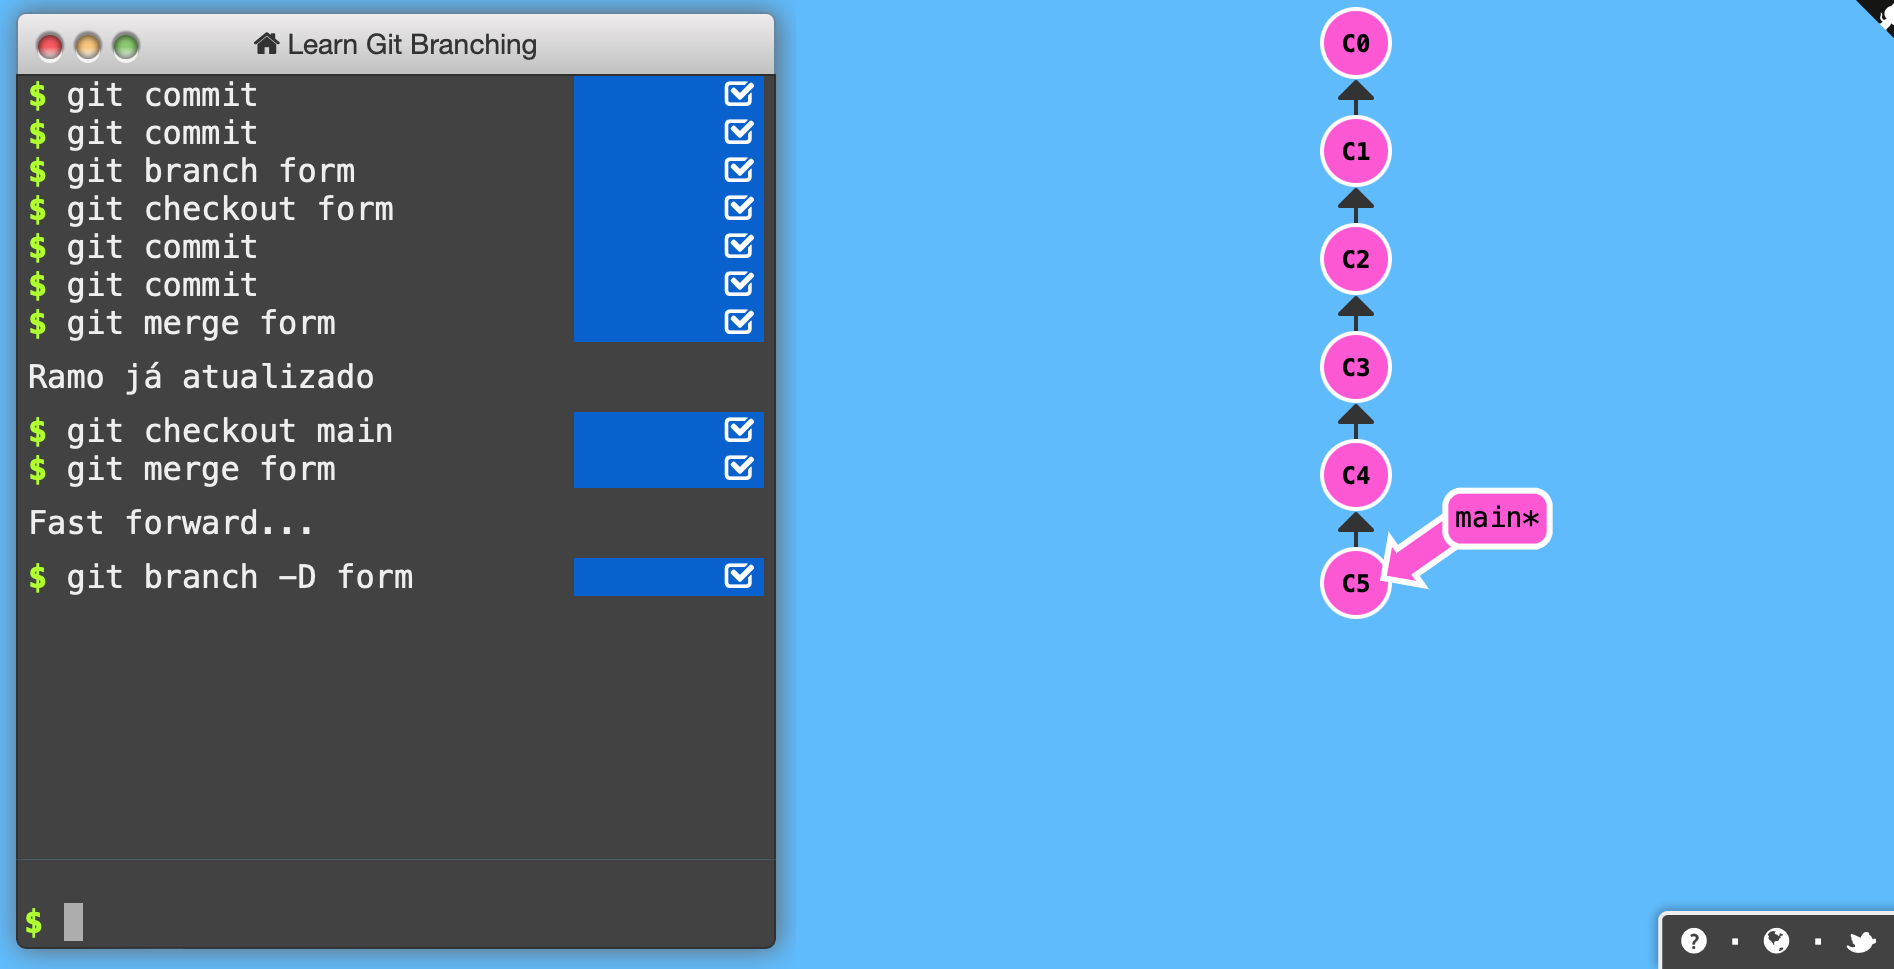 Learn Git Branching
$ git commit
$ git commit
$ git branch form
$ git checkout form
$ git commit
$ git commit
$ git merge form
Ramo já atualizado
$ git checkout main
$ git merge form
Fast forward...
$ git branch -D form
$
C0
C1
C2
C3
C4
main*
C5
?